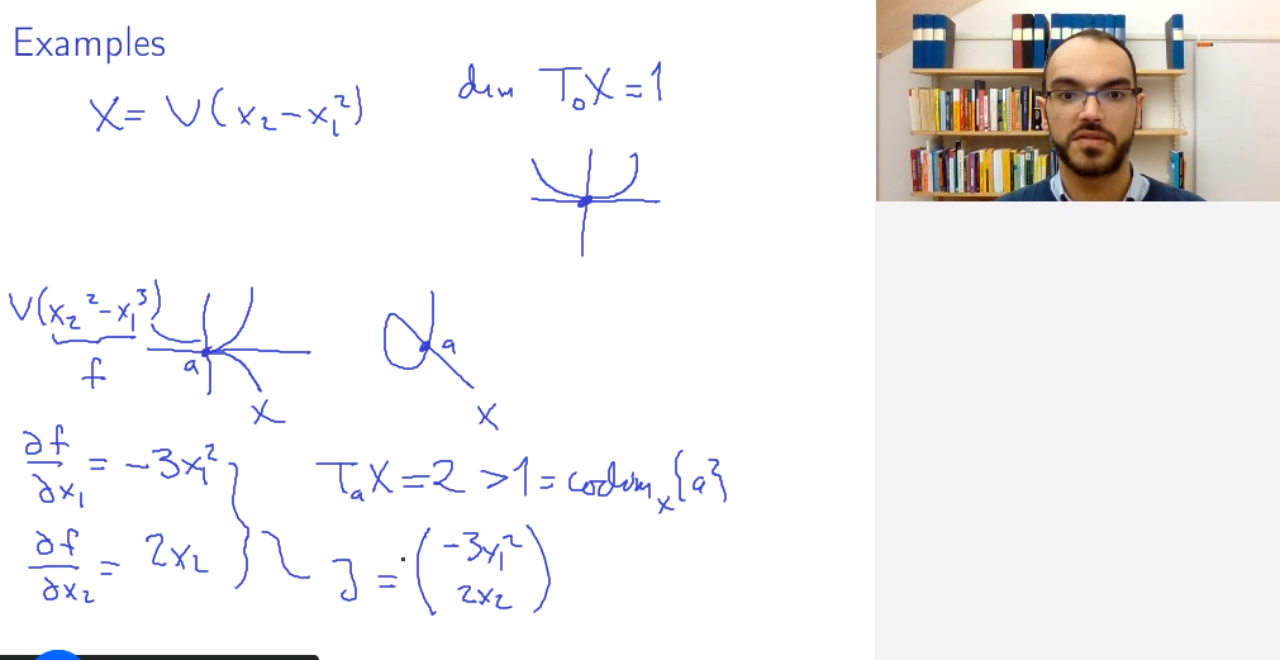 Examples
X = V(x₂ - x₁²)
dim T₀X = 1
V(x₂² - x₁³)
f
a
X
a
X
∂f/∂x₁ = -3x₁²
TₐX = 2 > 1 = codimₓ{a}
∂f/∂x₂ = 2x₂
J = (-3x₁²
2x₂)